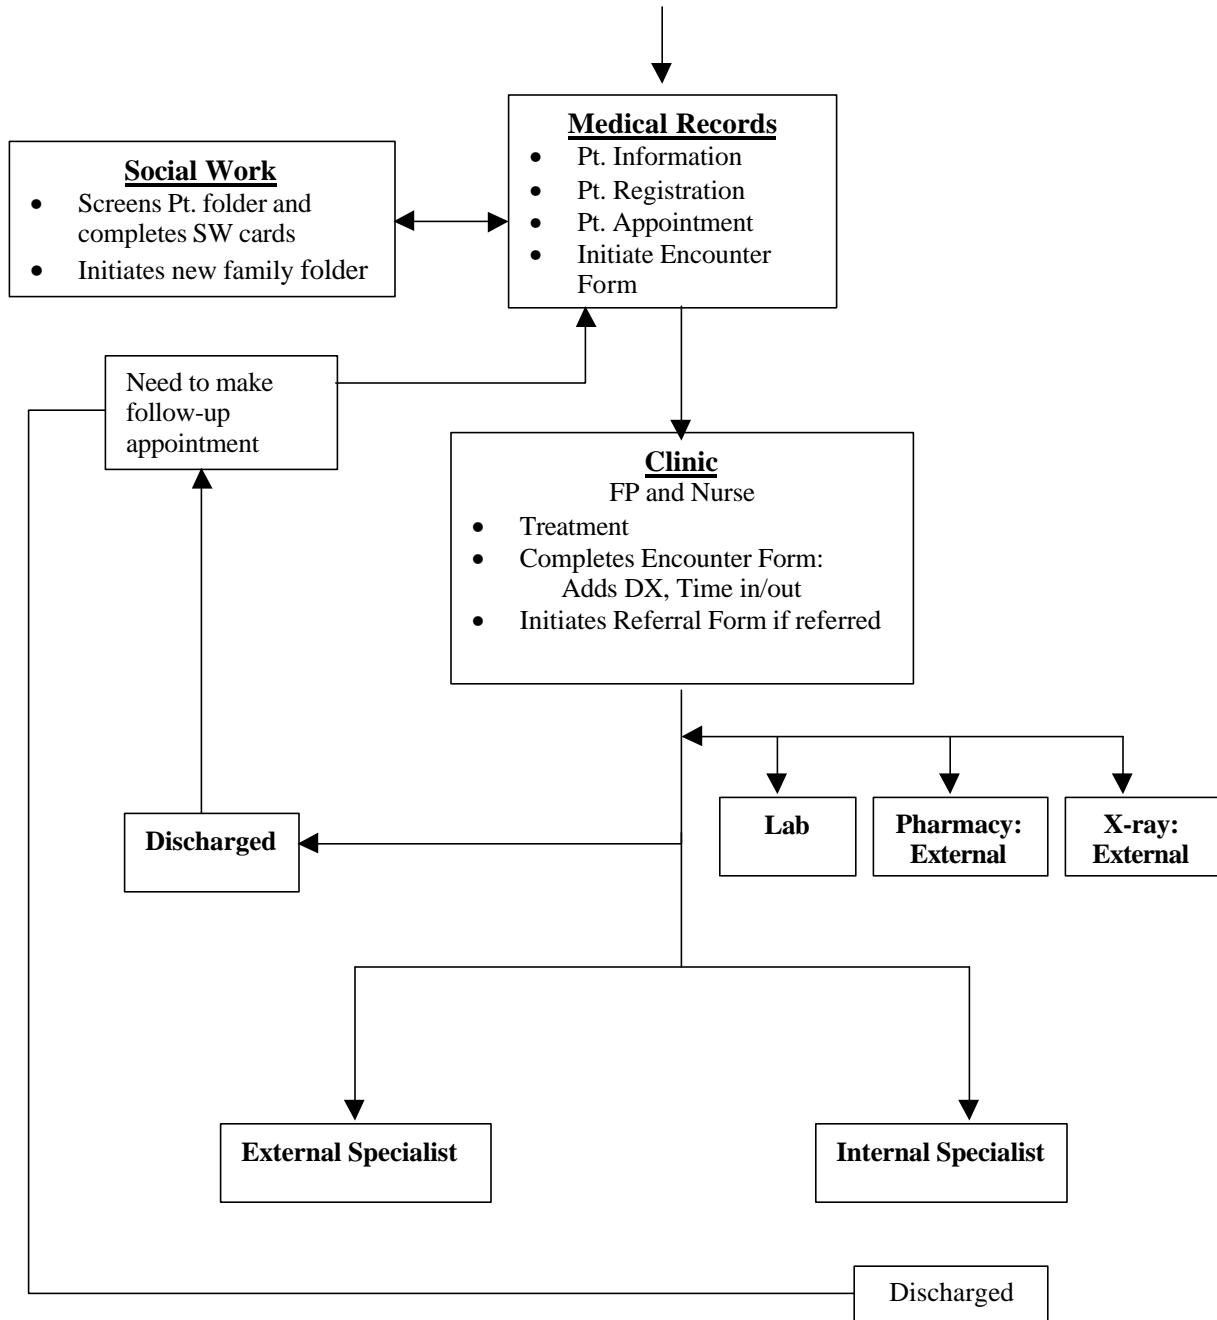 Medical Records
• Pt. Information
• Pt. Registration
• Pt. Appointment
• Initiate Encounter
Form
Social Work
• Screens Pt. folder and
completes SW cards
• Initiates new family folder
Need to make
follow-up
appointment
Clinic
FP and Nurse
• Treatment
• Completes Encounter Form:
Adds DX, Time in/out
• Initiates Referral Form if referred
Discharged
Lab
Pharmacy:
External
X-ray:
External
External Specialist
Internal Specialist
Discharged